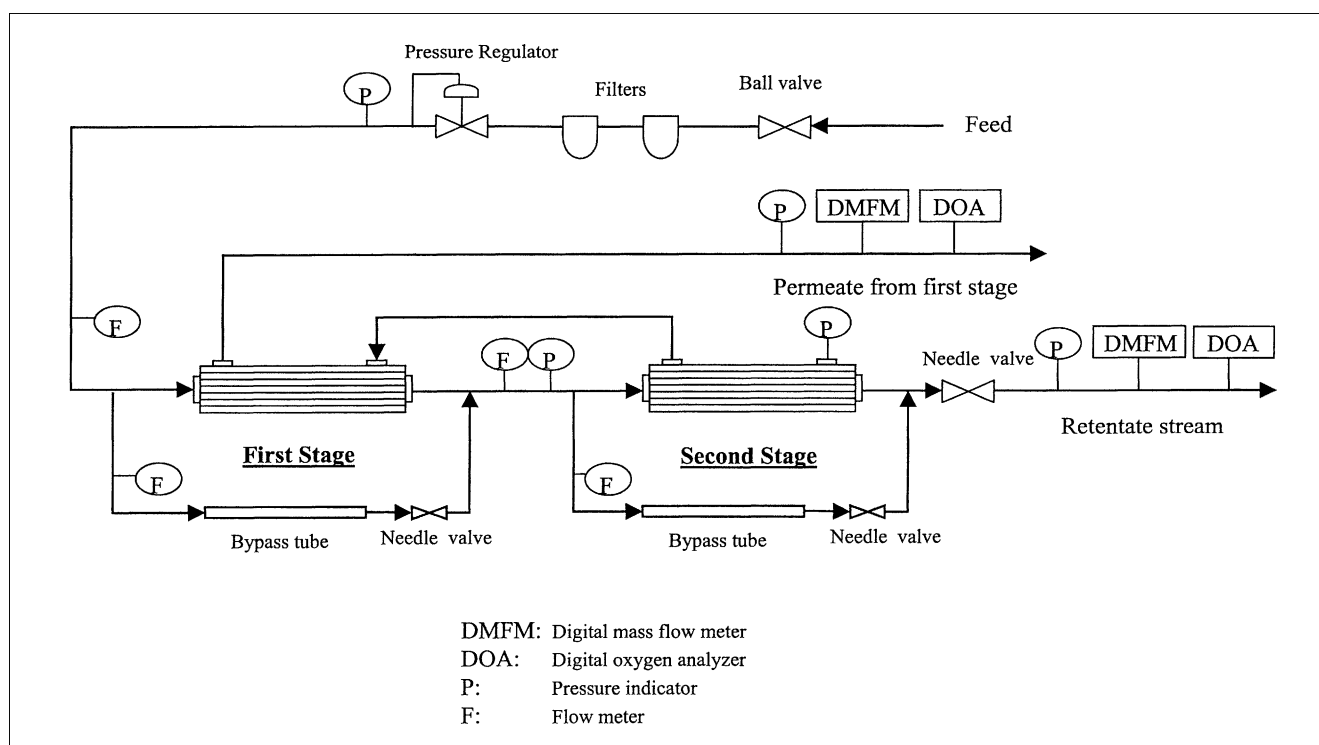 Pressure Regulator
P
Filters
Ball valve
Feed
P
DMFM
DOA
Permeate from first stage
F
F
P
P
Needle valve
P
DMFM
DOA
Retentate stream
First Stage
Second Stage
F
F
Bypass tube
Needle valve
Bypass tube
Needle valve
DMFM: Digital mass flow meter
DOA: Digital oxygen analyzer
P: Pressure indicator
F: Flow meter